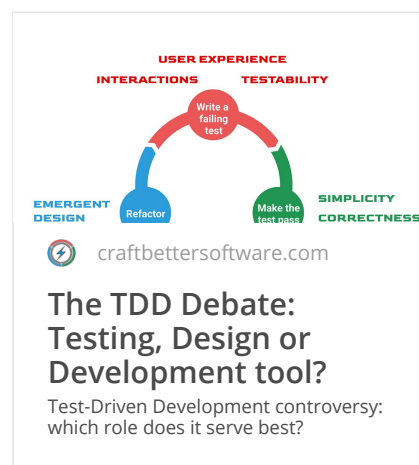 USER EXPERIENCE
INTERACTIONS TESTABILITY
Write a
failing
test
EMERGENT
DESIGN
Refactor
Make the
test pass
SIMPLICITY
CORRECTNESS
craftbettersoftware.com
The TDD Debate:
Testing, Design or
Development tool?
Test-Driven Development controversy:
which role does it serve best?